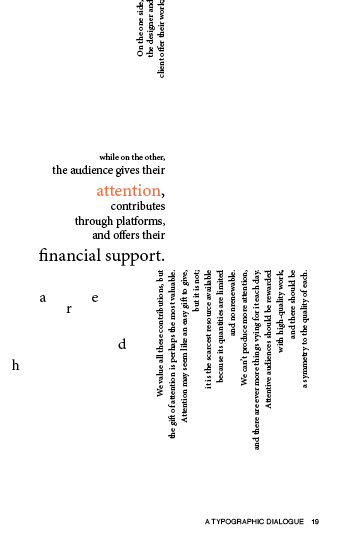 On the one side,
the designer and
client offer their work;
while on the other,
the audience gives their
attention,
contributes
through platforms,
and offers their
financial support.
We value all these contributions, but
the gift of attention is perhaps the most valuable.
Attention may seem like an easy gift to give,
but it is not;
it is the scarcest resource available
because its quantities are limited
and nonrenewable.
We can't produce more attention,
and there are ever more things vying for it each day.
Attentive audiences should be rewarded
with high-quality work,
and there should be
a symmetry to the quality of each.
a
e
r
d
h
A TYPOGRAPHIC DIALOGUE 19